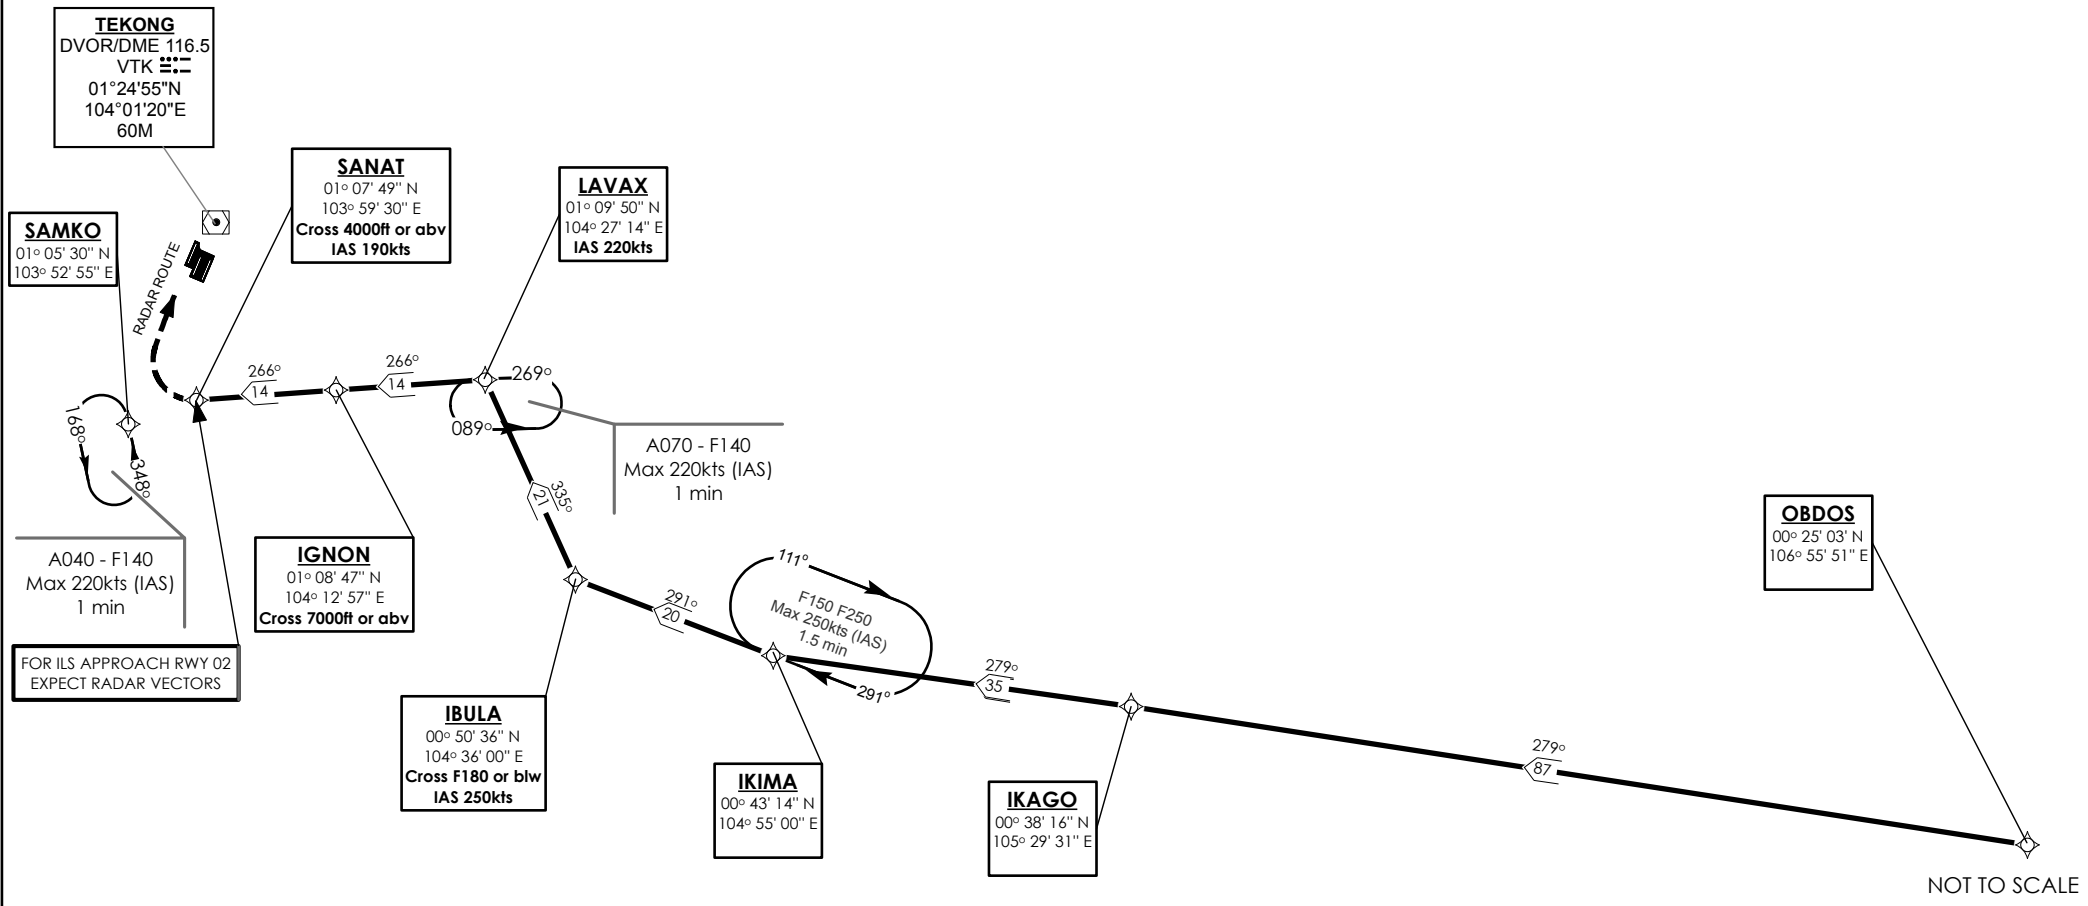 TEKONG
DVOR/DME 116.5
VTK
01°24'55"N
104°01'20"E
60M
SANAT
01° 07' 49" N
103° 59' 30" E
Cross 4000ft or abv
IAS 190kts
LAVAX
01° 09' 50" N
104° 27' 14" E
IAS 220kts
SAMKO
01° 05' 30" N
103° 52' 55" E
RADAR ROUTE
266°
14
266°
14
269°
089°
168°
348°
A070 - F140
Max 220kts (IAS)
1 min
335°
21
A040 - F140
Max 220kts (IAS)
1 min
IGNON
01° 08' 47" N
104° 12' 57" E
Cross 7000ft or abv
FOR ILS APPROACH RWY 02
EXPECT RADAR VECTORS
OBDOS
00° 25' 03' N
106° 55' 51" E
111°
F150 F250
Max 250kts (IAS)
1.5 min
291°
291°
20
279°
35
IBULA
00° 50' 36" N
104° 36' 00" E
Cross F180 or blw
IAS 250kts
IKIMA
00° 43' 14" N
104° 55' 00" E
IKAGO
00° 38' 16" N
105° 29' 31" E
279°
87
NOT TO SCALE